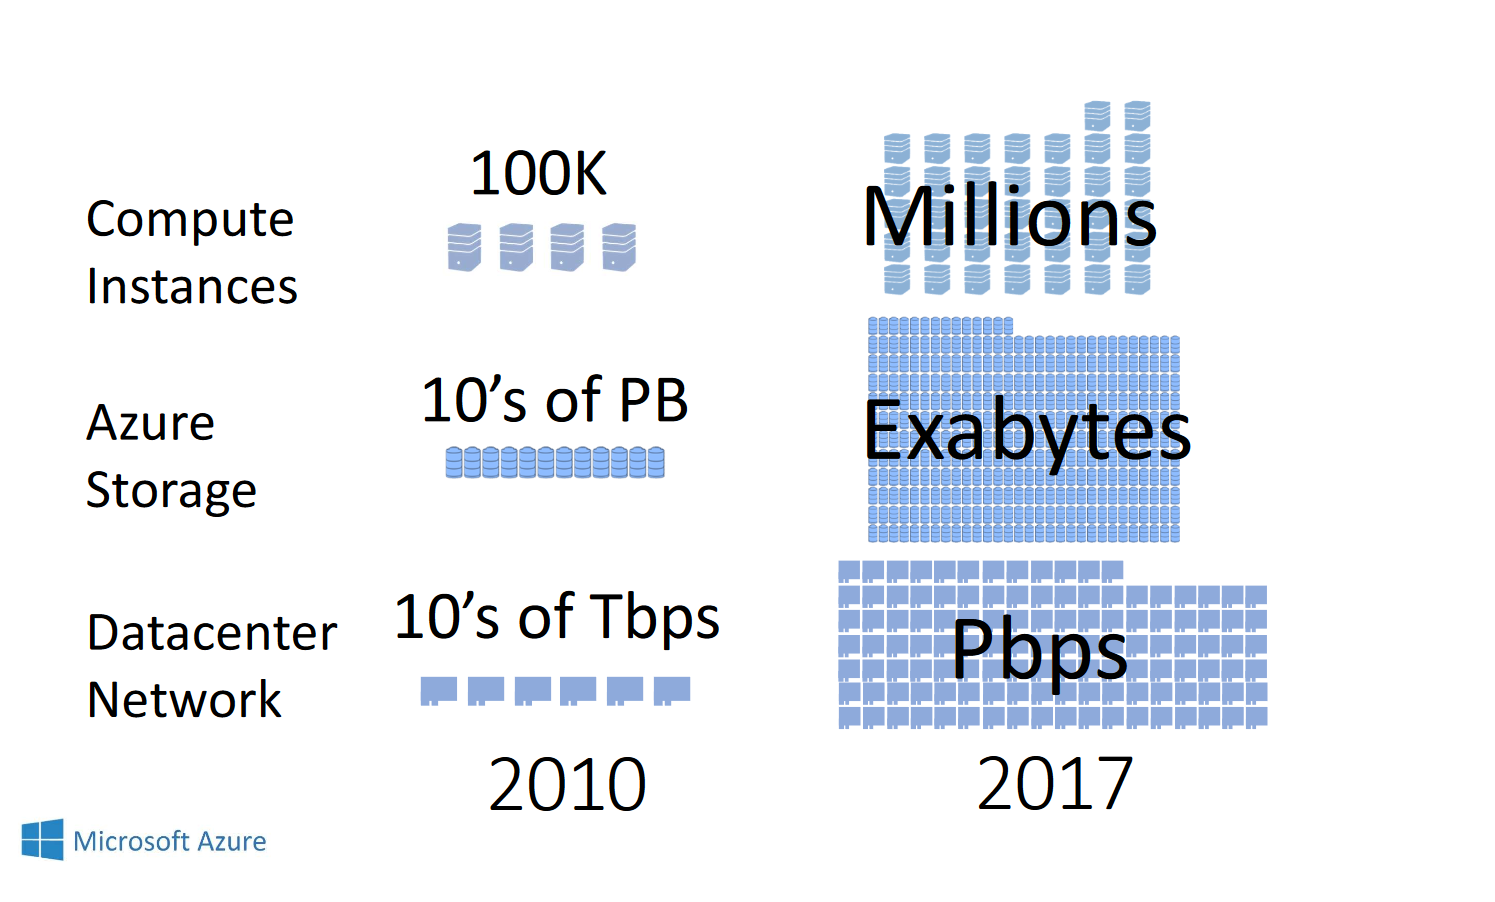 Compute
Instances
100K
Millions
Azure
Storage
10’s of PB
Exabytes
Datacenter
Network
10’s of Tbps
Pbps
2010
2017
Microsoft Azure